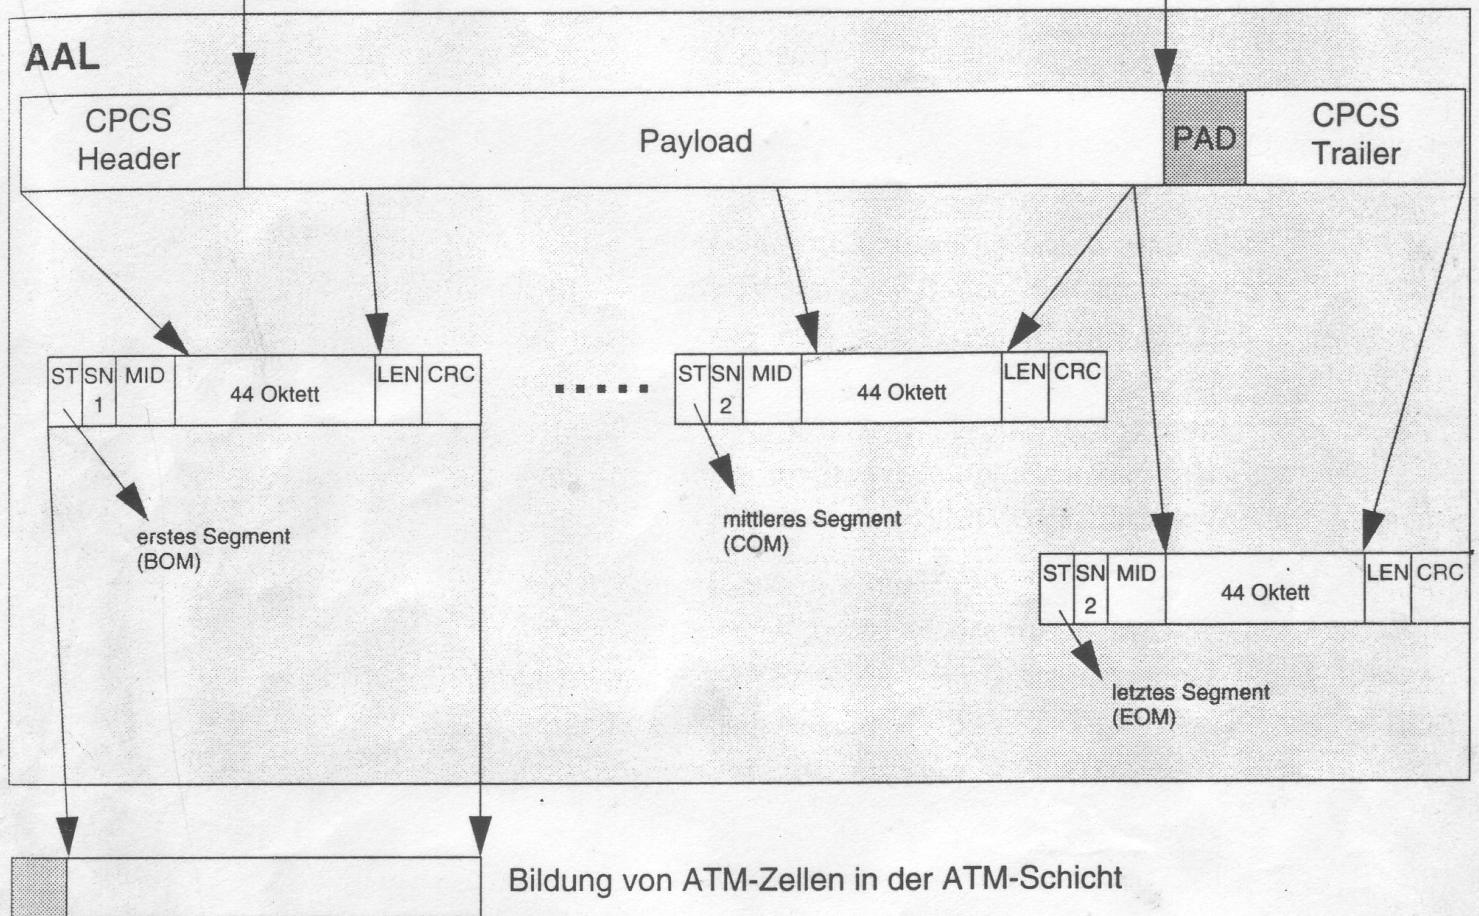 AAL
CPCS
Header
Payload
PAD
CPCS
Trailer
ST SN MID 44 Oktett LEN CRC
1
ST SN MID 44 Oktett LEN CRC
2
erstes Segment
(BOM)
mittleres Segment
(COM)
ST SN MID 44 Oktett LEN CRC
2
letztes Segment
(EOM)
Bildung von ATM-Zellen in der ATM-Schicht